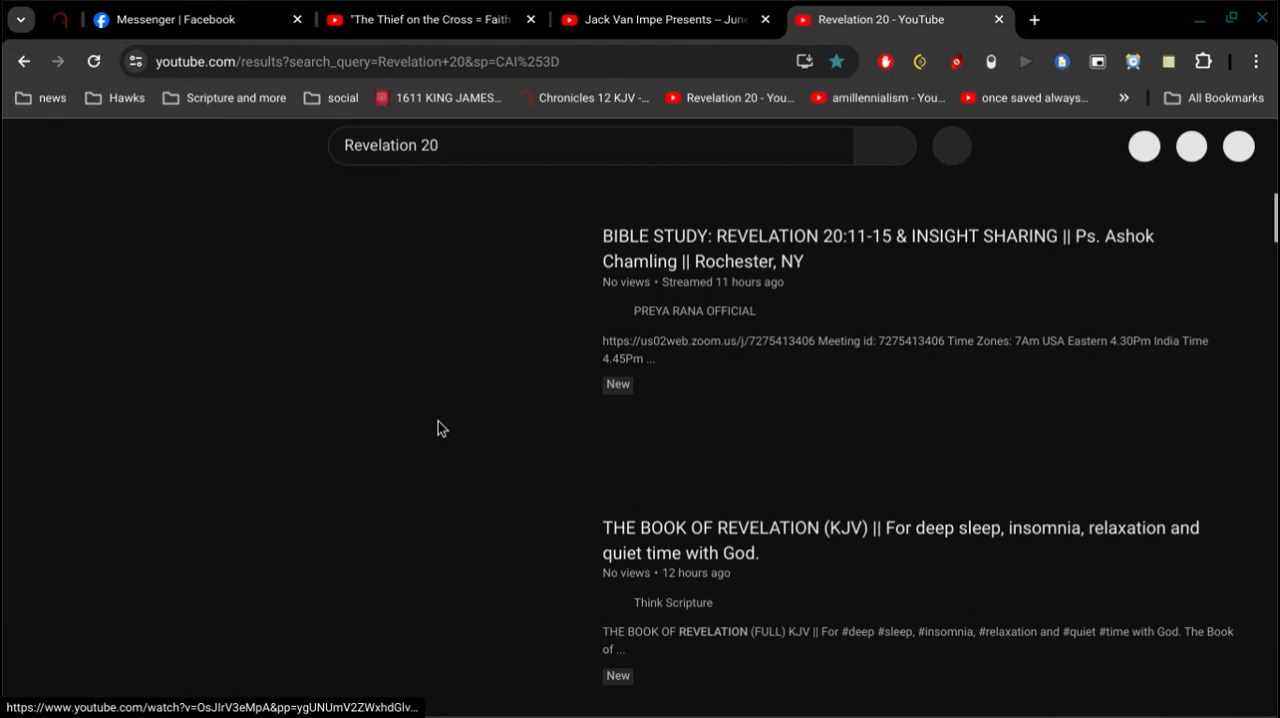 Messenger | Facebook
"The Thief on the Cross = Faith
Jack Van Impe Presents -- June
Revelation 20 - YouTube
youtube.com/results?search_query=Revelation+20&sp=CAI%253D
news
Hawks
Scripture and more
social
1611 KING JAMES...
Chronicles 12 KJV -...
Revelation 20 - You...
amillennialism - You...
once saved always...
All Bookmarks
Revelation 20
BIBLE STUDY: REVELATION 20:11-15 & INSIGHT SHARING || Ps. Ashok
Chamling || Rochester, NY
No views • Streamed 11 hours ago
PREYA RANA OFFICIAL
https://us02web.zoom.us/j/7275413406 Meeting id: 7275413406 Time Zones: 7Am USA Eastern 4.30Pm India Time
4.45Pm ...
New
THE BOOK OF REVELATION (KJV) || For deep sleep, insomnia, relaxation and
quiet time with God.
No views • 12 hours ago
Think Scripture
THE BOOK OF REVELATION (FULL) KJV || For #deep #sleep, #insomnia, #relaxation and #quiet #time with God. The Book
of ...
New
https://www.youtube.com/watch?v=OsJIrV3eMpA&pp=ygUNUmV2ZWxhdGlv...